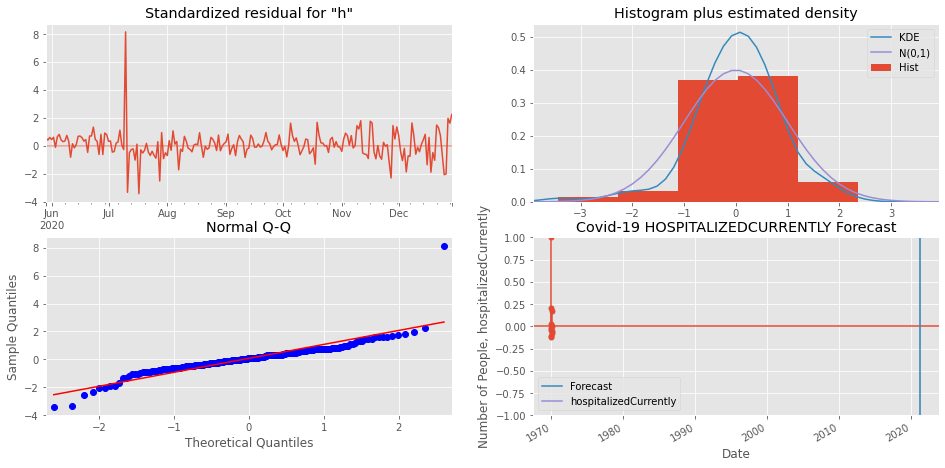 Standardized residual for "h"
8
6
4
2
0
−2
−4
Jun Jul Aug Sep Oct Nov Dec
2020
Histogram plus estimated density
0.5
0.4
0.3
0.2
0.1
0.0
KDE
N(0,1)
Hist
−3 −2 −1 0 1 2 3
Normal Q-Q
Sample Quantiles
8
6
4
2
0
−2
−4
−2 −1 0 1 2
Theoretical Quantiles
Covid-19 HOSPITALIZEDCURRENTLY Forecast
Number of People, hospitalizedCurrently
1.00
0.75
0.50
0.25
0.00
−0.25
−0.50
−0.75
−1.00
Forecast
hospitalizedCurrently
1970 1980 1990 2000 2010 2020
Date